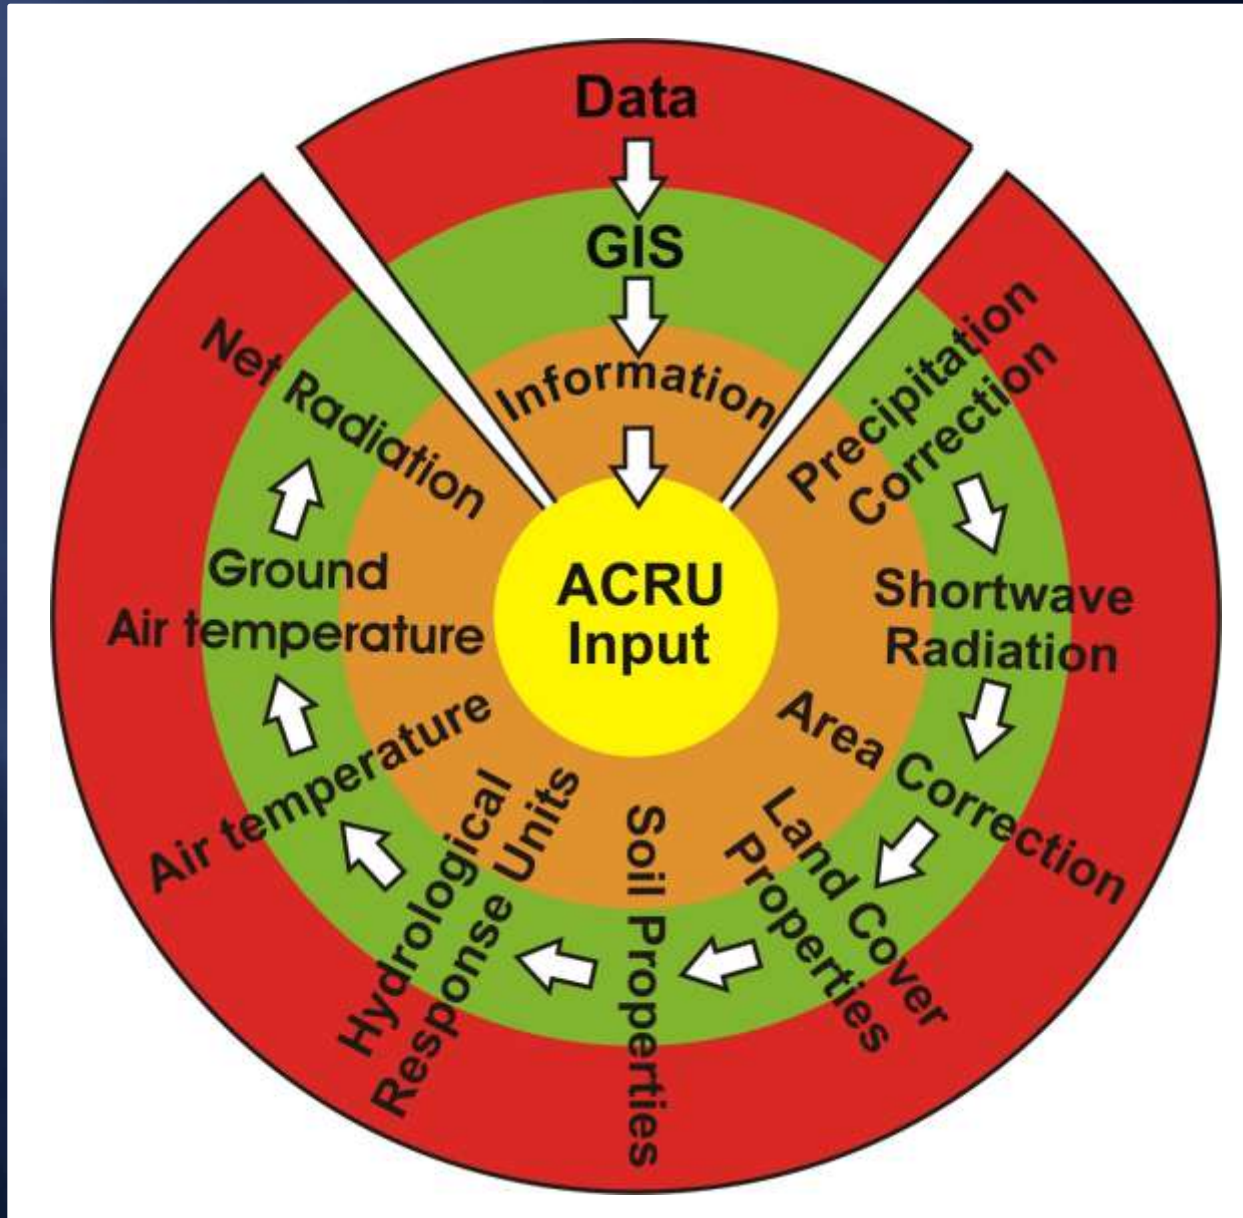 Data
GIS
Information
ACRU
Input
Precipitation
Correction
Shortwave
Radiation
Area Correction
Land Cover
Properties
Soil Properties
Hydrological
Response Units
Air temperature
Ground
Air temperature
Net Radiation